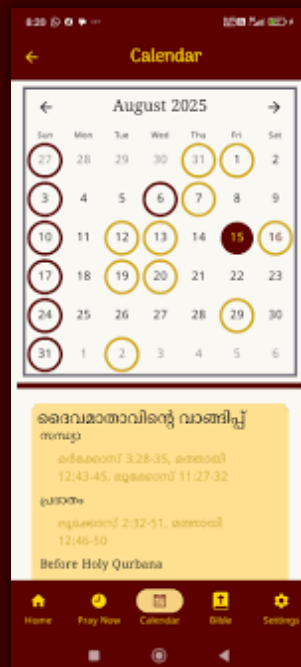 8:20
Calendar
August 2025
Sun Mon Tue Wed Thu Fri Sat
27 28 29 30 31 1 2
3 4 5 6 7 8 9
10 11 12 13 14 15 16
17 18 19 20 21 22 23
24 25 26 27 28 29 30
31 1 2 3 4 5 6
ദൈവമാതാവിന്റെ വാങ്ങിപ്പ്
സന്ധ്യാ
മർക്കോസ് 3:28-35, മത്തായി
12:43-45, ലൂക്കോസ് 11:27-32
പ്രഭാതം
ലൂക്കോസ് 2:32-51, മത്തായി
12:46-50
Before Holy Qurbana
Home Pray Now Calendar Bible Settings